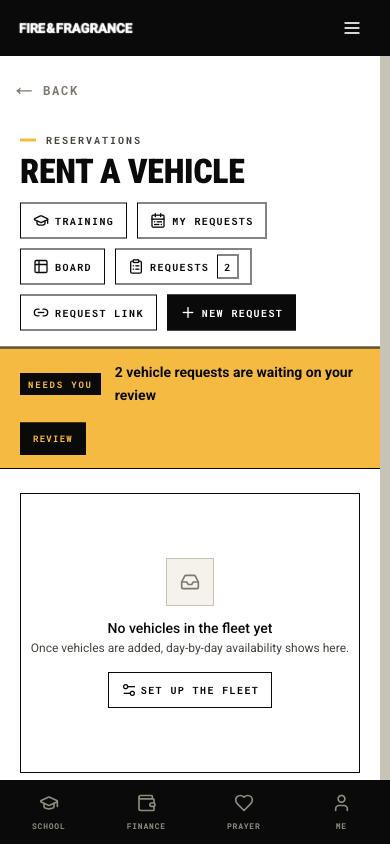 FIRE&FRAGRANCE
← BACK
RESERVATIONS
RENT A VEHICLE
TRAINING
MY REQUESTS
BOARD
REQUESTS 2
REQUEST LINK
+ NEW REQUEST
NEEDS YOU
2 vehicle requests are waiting on your
review
REVIEW
No vehicles in the fleet yet
Once vehicles are added, day-by-day availability shows here.
SET UP THE FLEET
SCHOOL
FINANCE
PRAYER
ME